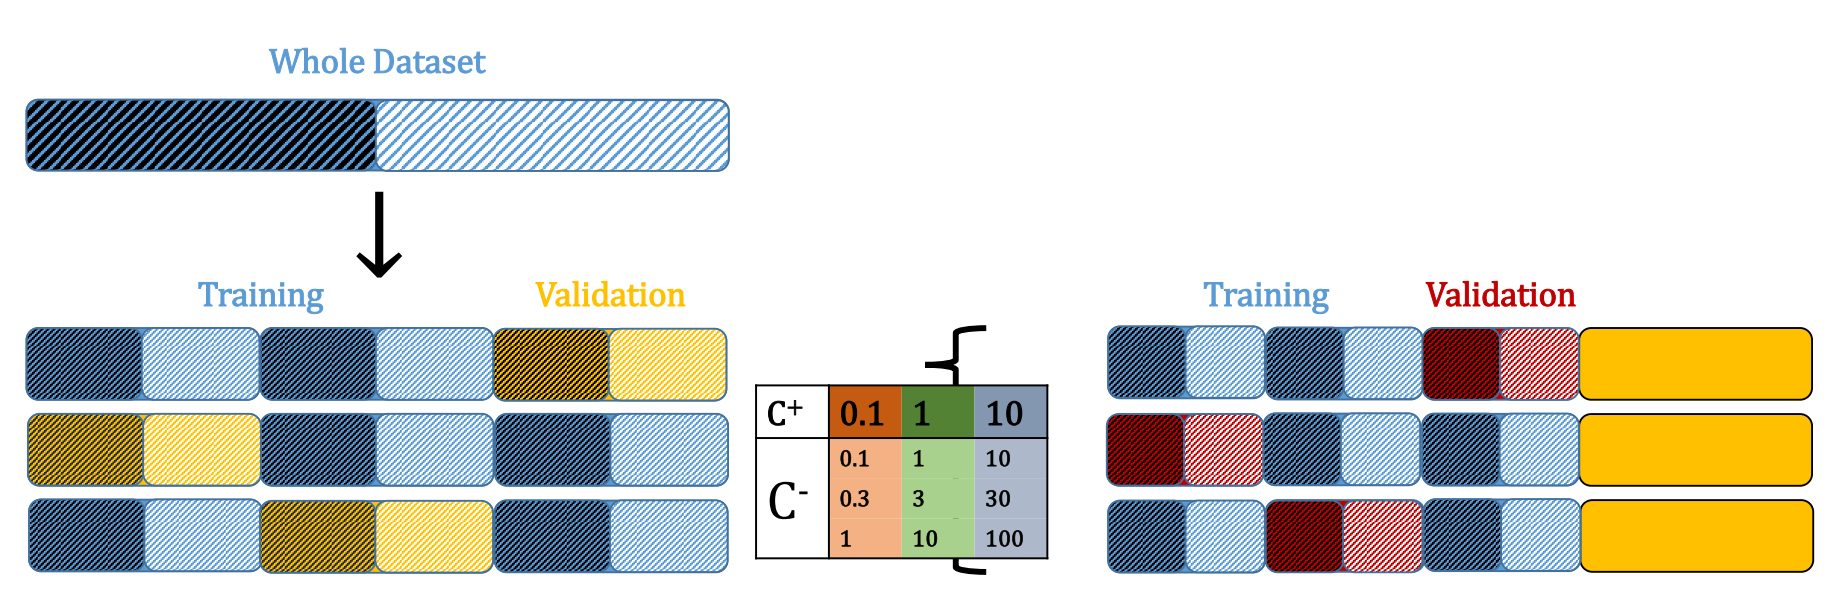 Whole Dataset
Training Validation
Training Validation
C+ 0.1 1 10
C- 0.1 1 10
0.3 3 30
1 10 100